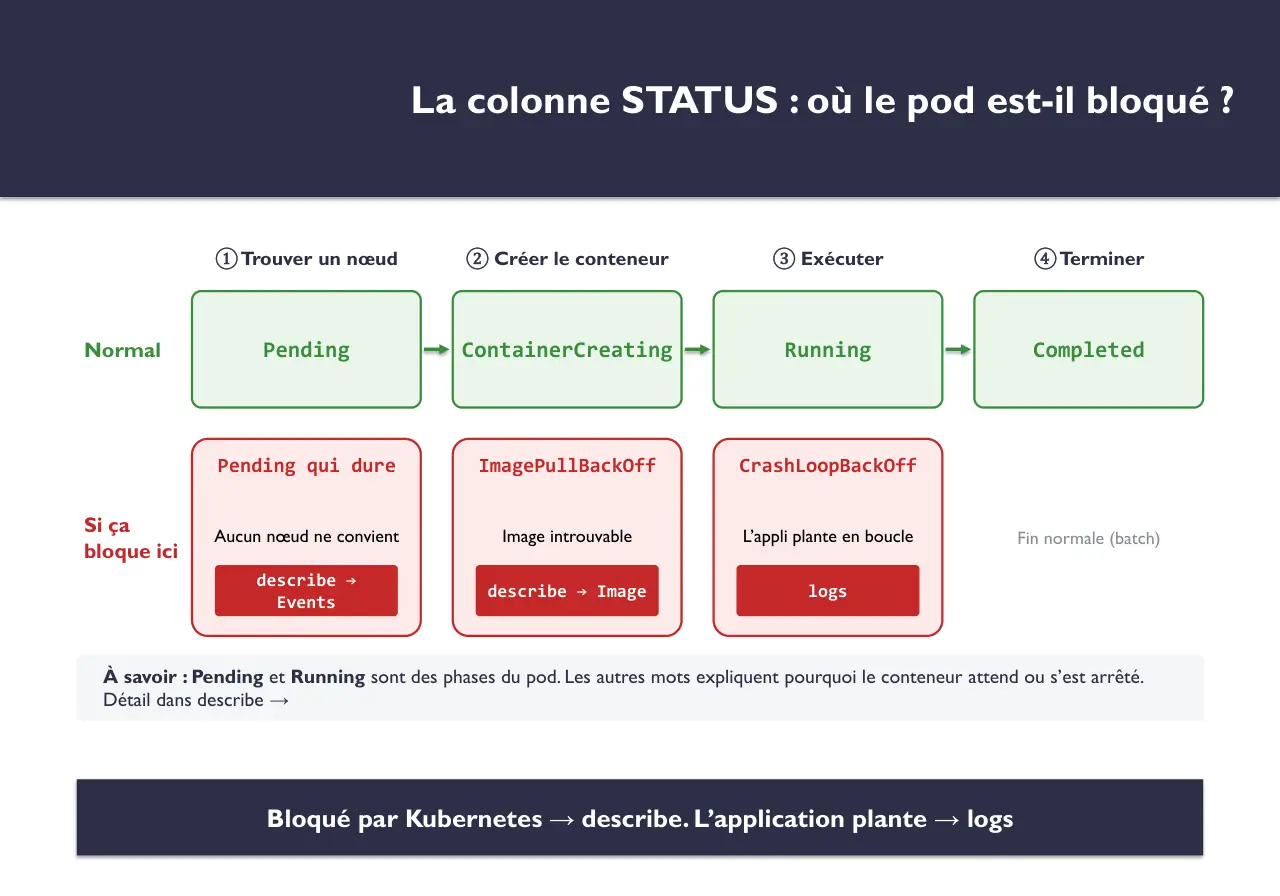 La colonne STATUS : où le pod est-il bloqué ?
① Trouver un nœud
② Créer le conteneur
③ Exécuter
④ Terminer
Normal
Pending
ContainerCreating
Running
Completed
Si ça
bloque ici
Pending qui dure
Aucun nœud ne convient
describe →
Events
ImagePullBackOff
Image introuvable
describe → Image
CrashLoopBackOff
L’appli plante en boucle
logs
Fin normale (batch)
À savoir : Pending et Running sont des phases du pod. Les autres mots expliquent pourquoi le conteneur attend ou s’est arrêté.
Détail dans describe →
Bloqué par Kubernetes → describe. L’application plante → logs